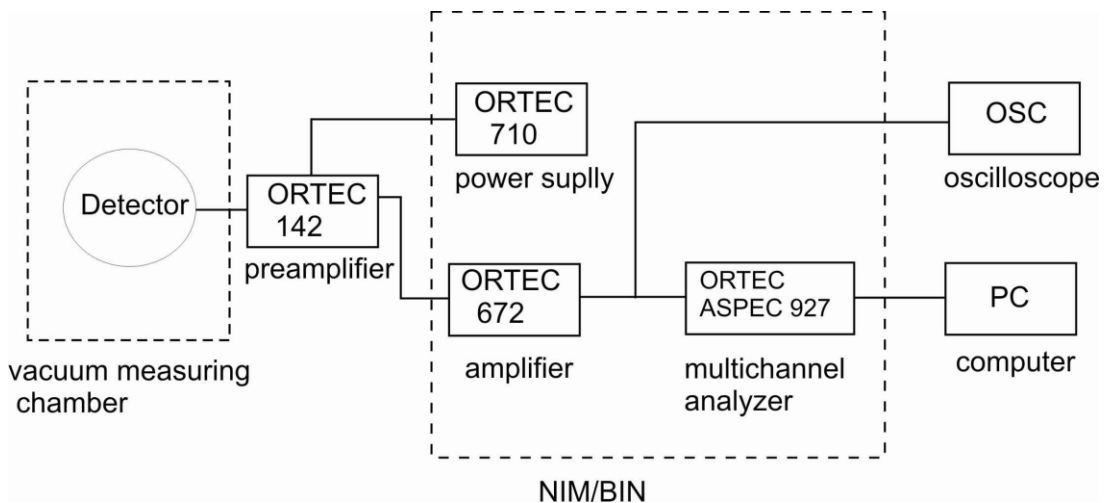 Detector
vacuum measuring
chamber
ORTEC
142
preamplifier
ORTEC
710
power suplly
ORTEC
672
amplifier
ORTEC
ASPEC 927
multichannel
analyzer
OSC
oscilloscope
PC
computer
NIM/BIN